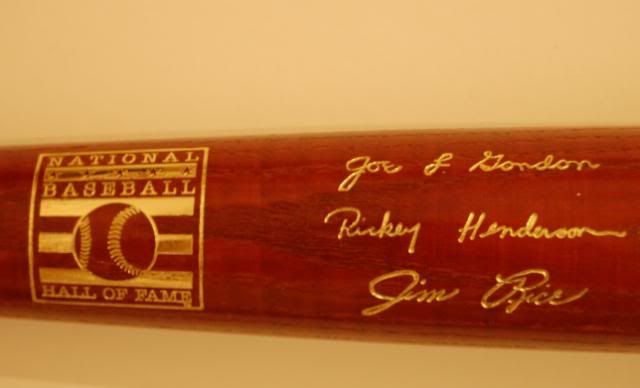 NATIONAL
BASEBALL
HALL OF FAME
Joe L. Gordon
Rickey Henderson
Jim Rice